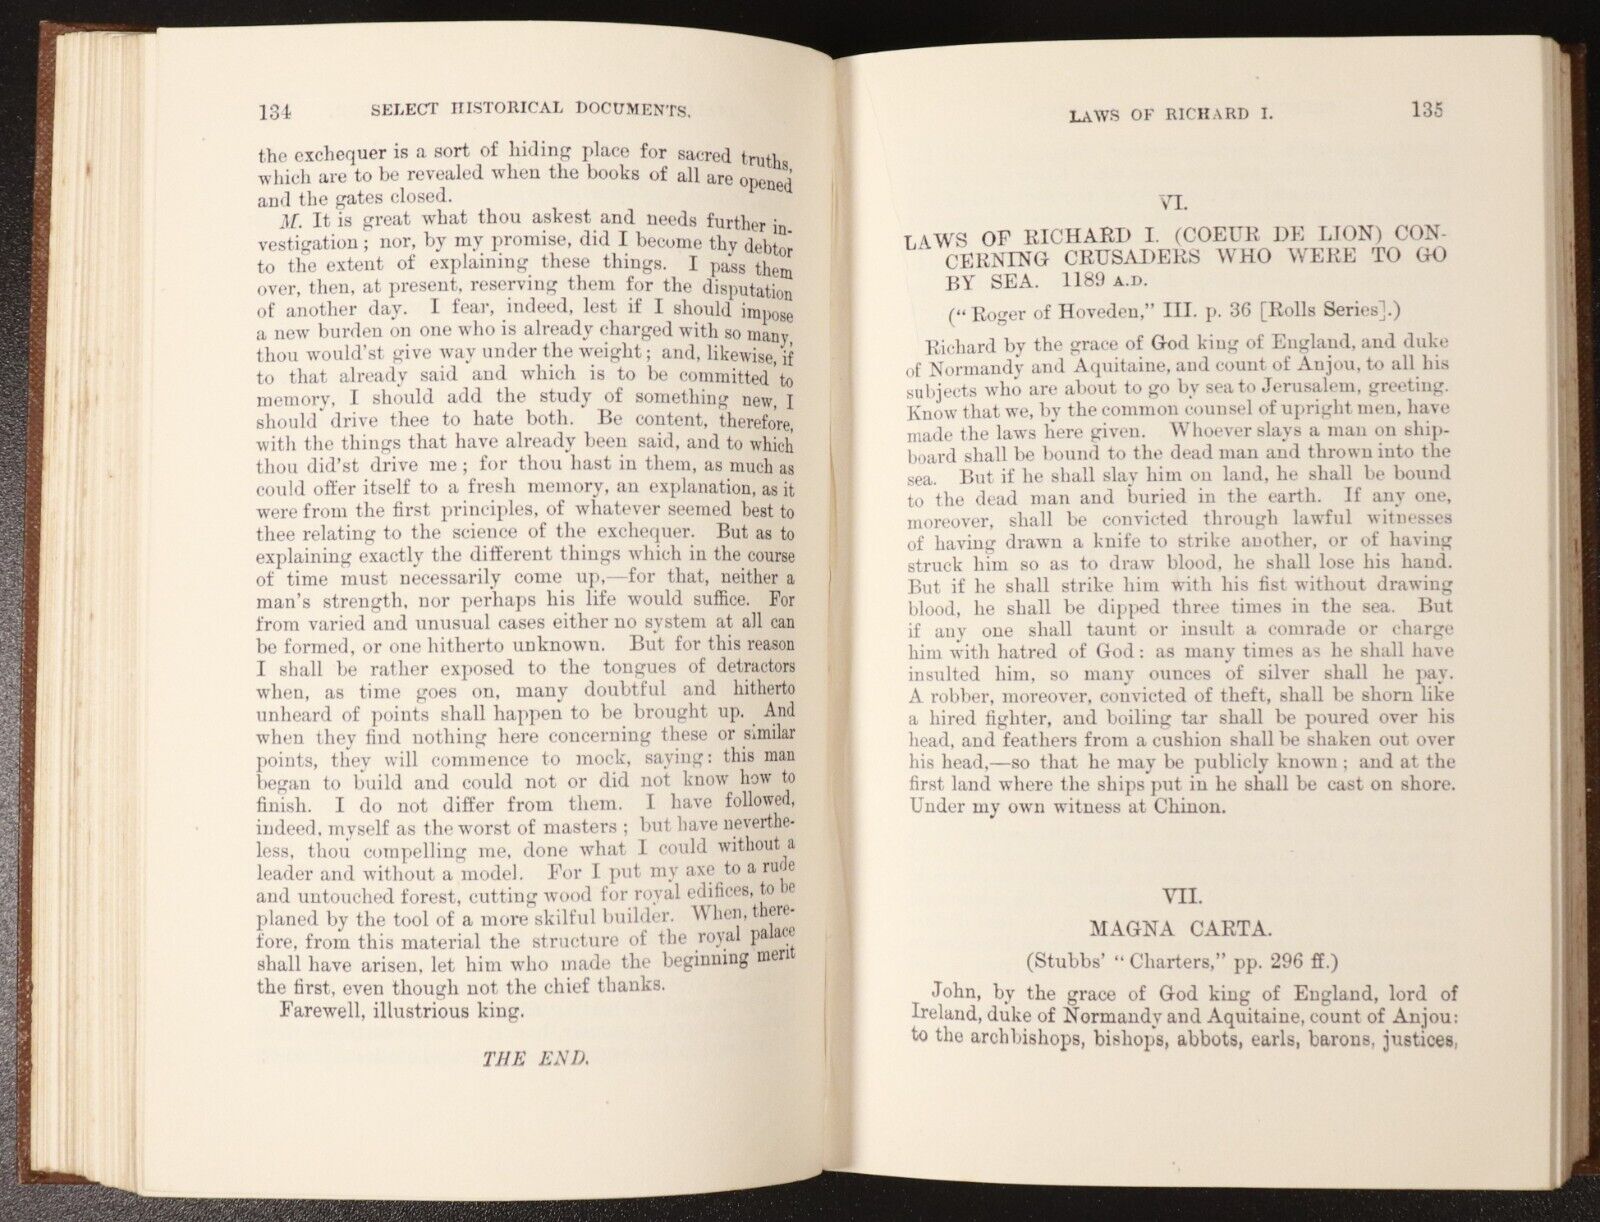 134 SELECT HISTORICAL DOCUMENTS.
the exchequer is a sort of hiding place for sacred truths,
which are to be revealed when the books of all are opened
and the gates closed.
M. It is great what thou askest and needs further in-
vestigation ; nor, by my promise, did I become thy debtor
to the extent of explaining these things. I pass them
over, then, at present, reserving them for the disputation
of another day. I fear, indeed, lest if I should impose
a new burden on one who is already charged with so many,
thou would'st give way under the weight ; and, likewise, if
to that already said and which is to be committed to
memory, I should add the study of something new, I
should drive thee to hate both. Be content, therefore,
with the things that have already been said, and to which
thou did'st drive me ; for thou hast in them, as much as
could offer itself to a fresh memory, an explanation, as it
were from the first principles, of whatever seemed best to
thee relating to the science of the exchequer. But as to
explaining exactly the different things which in the course
of time must necessarily come up,—for that, neither a
man's strength, nor perhaps his life would suffice. For
from varied and unusual cases either no system at all can
be formed, or one hitherto unknown. But for this reason
I shall be rather exposed to the tongues of detractors
when, as time goes on, many doubtful and hitherto
unheard of points shall happen to be brought up. And
when they find nothing here concerning these or similar
points, they will commence to mock, saying: this man
began to build and could not or did not know how to
finish. I do not differ from them. I have followed,
indeed, myself as the worst of masters ; but have neverthe-
less, thou compelling me, done what I could without a
leader and without a model. For I put my axe to a rude
and untouched forest, cutting wood for royal edifices, to be
planed by the tool of a more skilful builder. When, there-
fore, from this material the structure of the royal palace
shall have arisen, let him who made the beginning merit
the first, even though not the chief thanks.
Farewell, illustrious king.
THE END.
LAWS OF RICHARD I. 135
VI.
LAWS OF RICHARD I. (COEUR DE LION) CON-
CERNING CRUSADERS WHO WERE TO GO
BY SEA. 1189 A.D.
(“ Roger of Hoveden,” III. p. 36 [Rolls Series].)
Richard by the grace of God king of England, and duke
of Normandy and Aquitaine, and count of Anjou, to all his
subjects who are about to go by sea to Jerusalem, greeting.
Know that we, by the common counsel of upright men, have
made the laws here given. Whoever slays a man on ship-
board shall be bound to the dead man and thrown into the
sea. But if he shall slay him on land, he shall be bound
to the dead man and buried in the earth. If any one,
moreover, shall be convicted through lawful witnesses
of having drawn a knife to strike another, or of having
struck him so as to draw blood, he shall lose his hand.
But if he shall strike him with his fist without drawing
blood, he shall be dipped three times in the sea. But
if any one shall taunt or insult a comrade or charge
him with hatred of God: as many times as he shall have
insulted him, so many ounces of silver shall he pay.
A robber, moreover, convicted of theft, shall be shorn like
a hired fighter, and boiling tar shall be poured over his
head, and feathers from a cushion shall be shaken out over
his head,—so that he may be publicly known ; and at the
first land where the ships put in he shall be cast on shore.
Under my own witness at Chinon.
VII.
MAGNA CARTA.
(Stubbs' “ Charters,” pp. 296 ff.)
John, by the grace of God king of England, lord of
Ireland, duke of Normandy and Aquitaine, count of Anjou:
to the archbishops, bishops, abbots, earls, barons, justices,